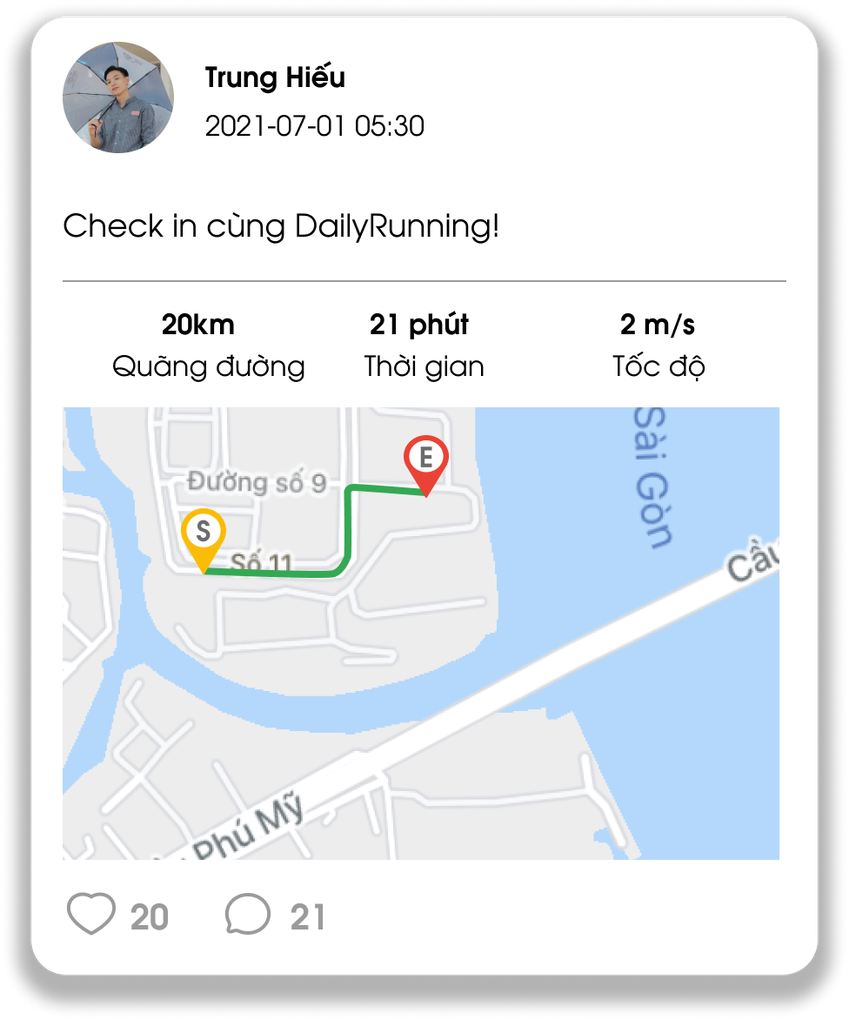 Trung Hiếu
2021-07-01 05:30
Check in cùng DailyRunning!
20km 21 phút 2 m/s
Quãng đường Thời gian Tốc độ
Sài Gòn
E
Đường số 9
S
Số 11
Cầu
Phú Mỹ
20 21